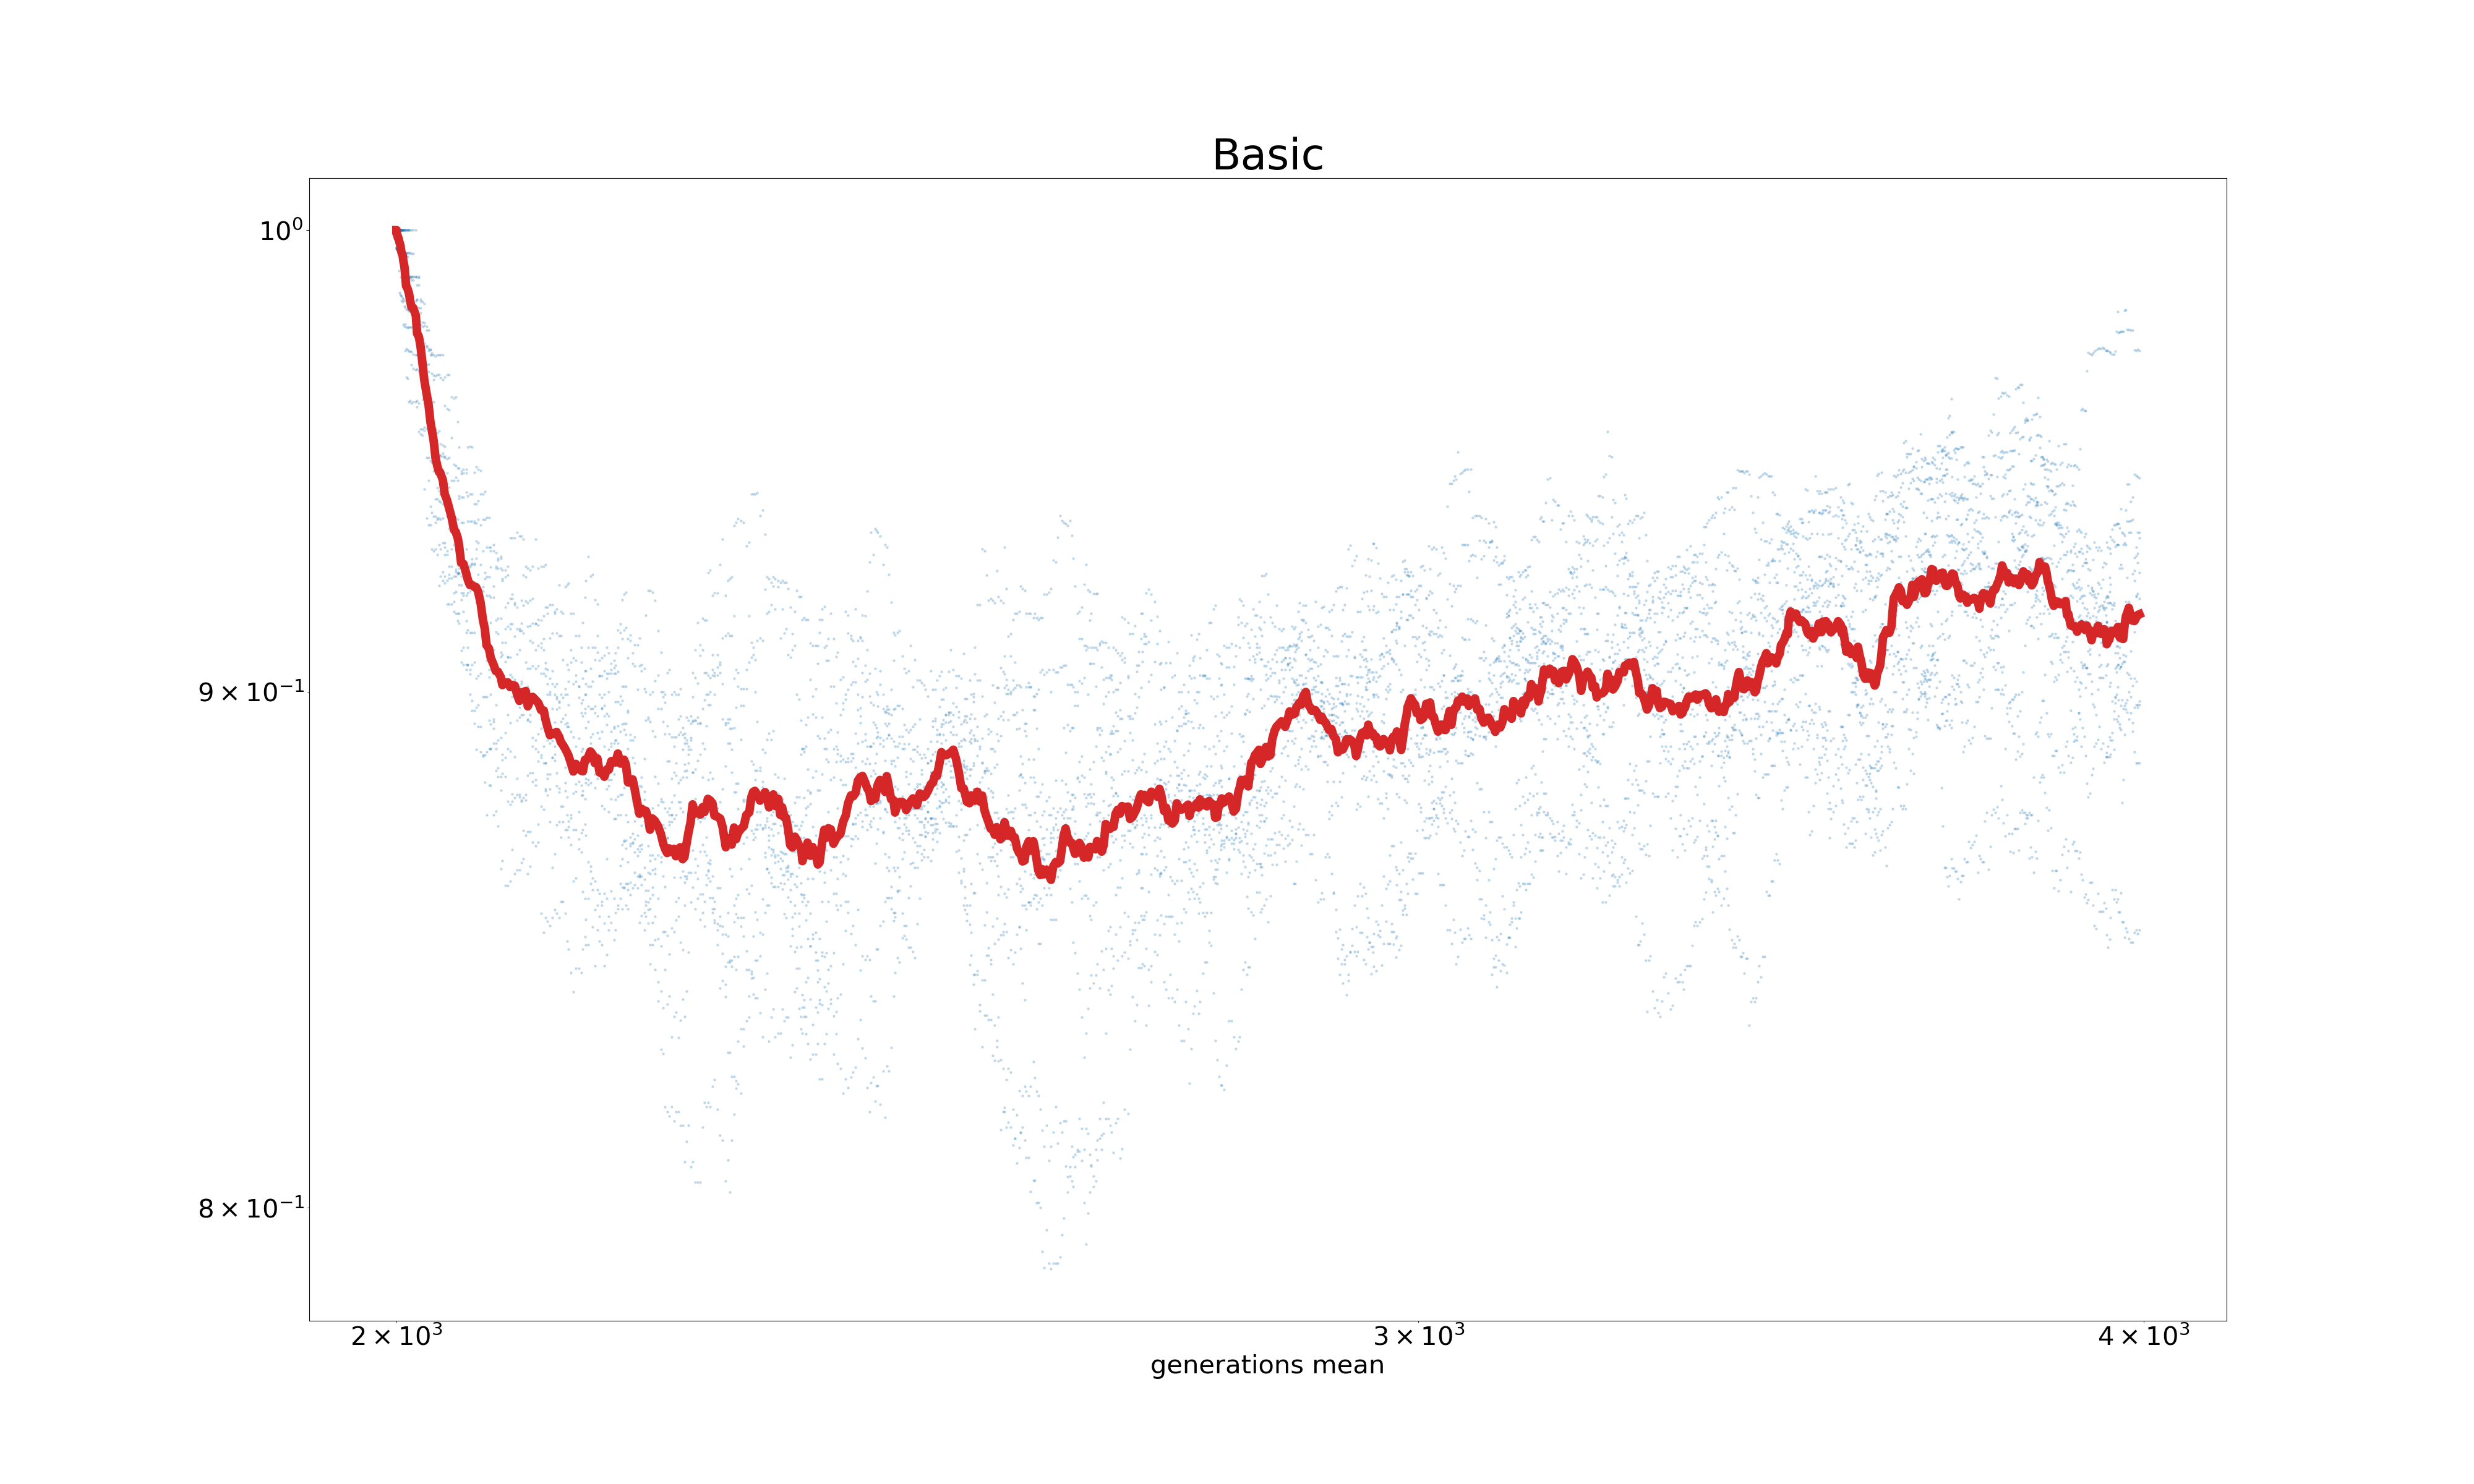 Basic
10⁰
9 × 10⁻¹
8 × 10⁻¹
2 × 10³ 3 × 10³ 4 × 10³
generations mean